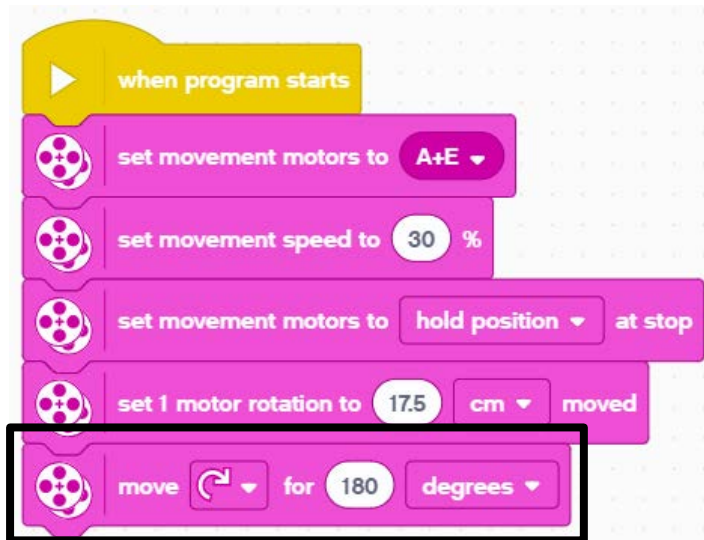 when program starts
set movement motors to A+E
set movement speed to 30 %
set movement motors to hold position at stop
set 1 motor rotation to 17.5 cm moved
move for 180 degrees